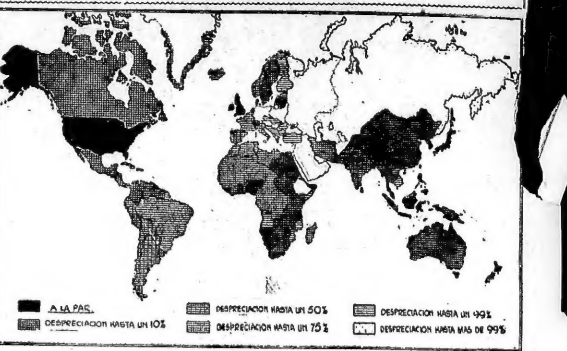 A LA PAR.
DESPRECIACION HASTA UN 10%
DESPRECIACION HASTA UN 50%
DESPRECIACION HASTA UN 75%
DESPRECIACION HASTA UN 99%
DESPRECIACION HASTA MAS DE 99%